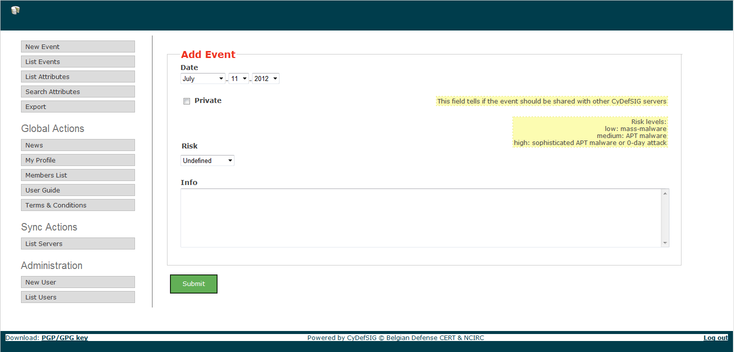 New Event
List Events
List Attributes
Search Attributes
Export
Global Actions
News
My Profile
Members List
User Guide
Terms & Conditions
Sync Actions
List Servers
Administration
New User
List Users
Add Event
Date
July - 11 - 2012
Private
This field tells if the event should be shared with other CyDefSIG servers
Risk levels:
low: mass-malware
medium: APT malware
high: sophisticated APT malware or 0-day attack
Risk
Undefined
Info
Submit
Download: PGP/GPG key Powered by CyDefSIG © Belgian Defense CERT & NCIRC Log out